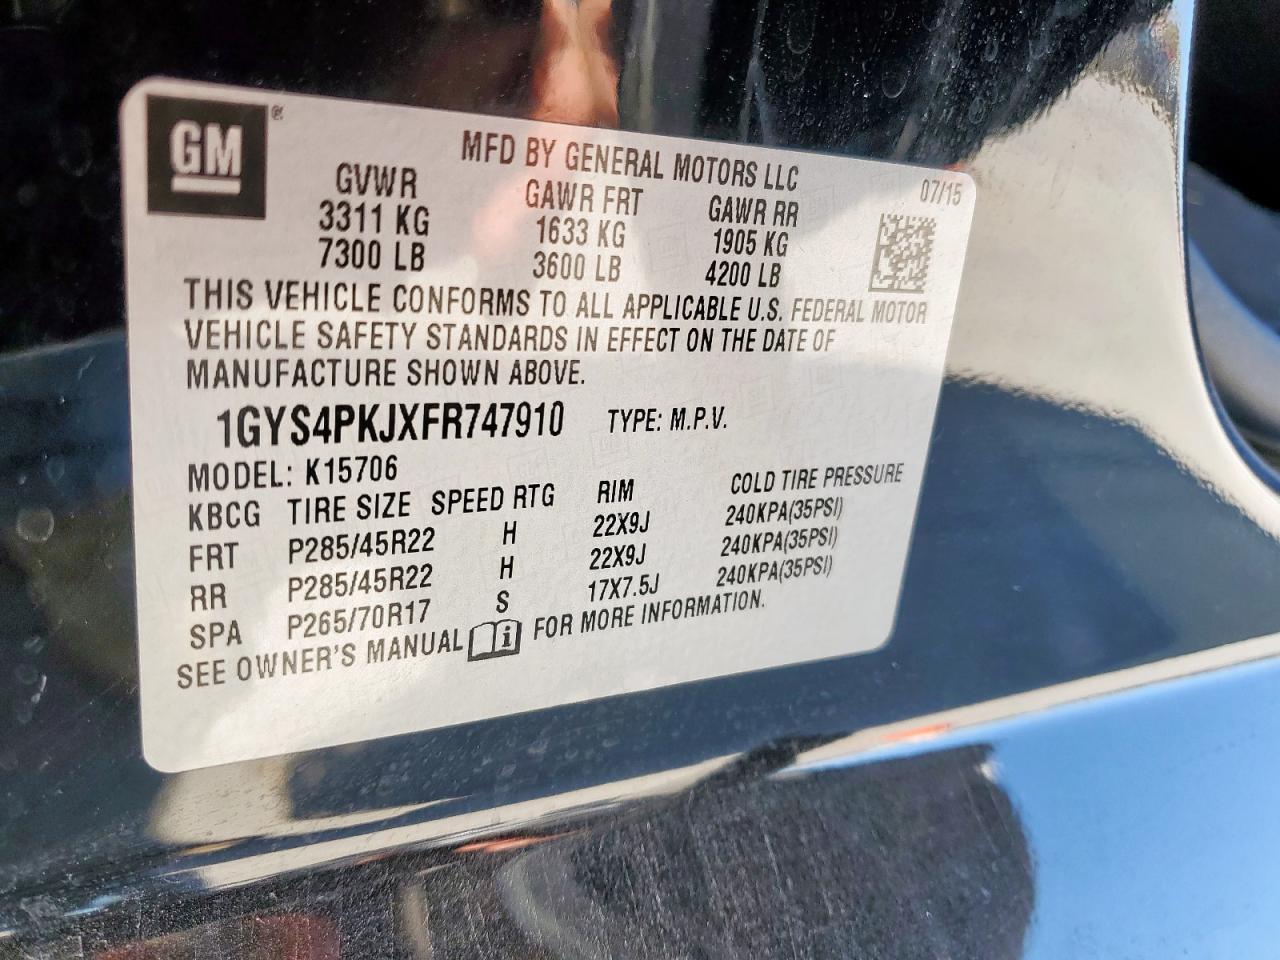 GM ®
MFD BY GENERAL MOTORS LLC
07/15
GVWR GAWR FRT GAWR RR
3311 KG 1633 KG 1905 KG
7300 LB 3600 LB 4200 LB
THIS VEHICLE CONFORMS TO ALL APPLICABLE U.S. FEDERAL MOTOR
VEHICLE SAFETY STANDARDS IN EFFECT ON THE DATE OF
MANUFACTURE SHOWN ABOVE.
1GYS4PKJXFR747910 TYPE: M.P.V.
MODEL: K15706
KBCG TIRE SIZE SPEED RTG RIM COLD TIRE PRESSURE
FRT P285/45R22 H 22X9J 240KPA(35PSI)
RR P285/45R22 H 22X9J 240KPA(35PSI)
SPA P265/70R17 S 17X7.5J 240KPA(35PSI)
SEE OWNER'S MANUAL i FOR MORE INFORMATION.